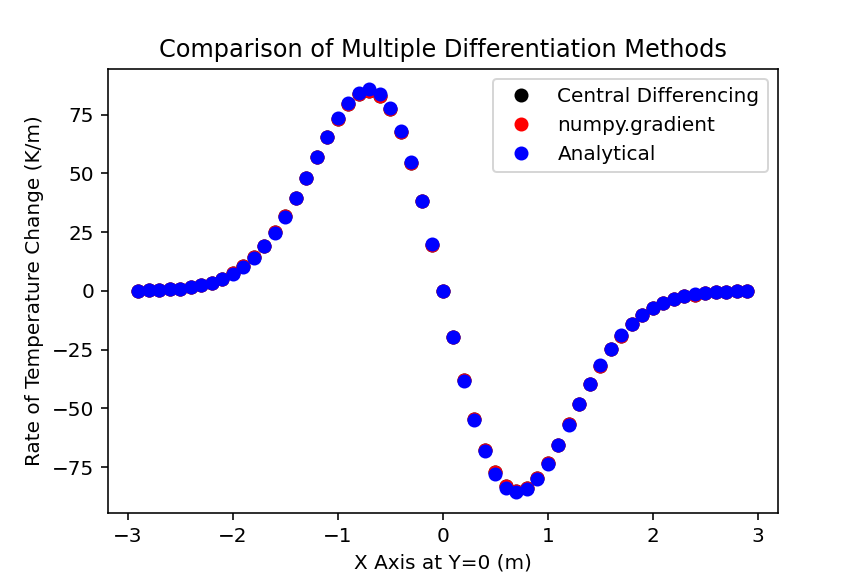 Comparison of Multiple Differentiation Methods
Central Differencing
numpy.gradient
Analytical
Rate of Temperature Change (K/m)
75
50
25
0
−25
−50
−75
−3
−2
−1
0
1
2
3
X Axis at Y=0 (m)